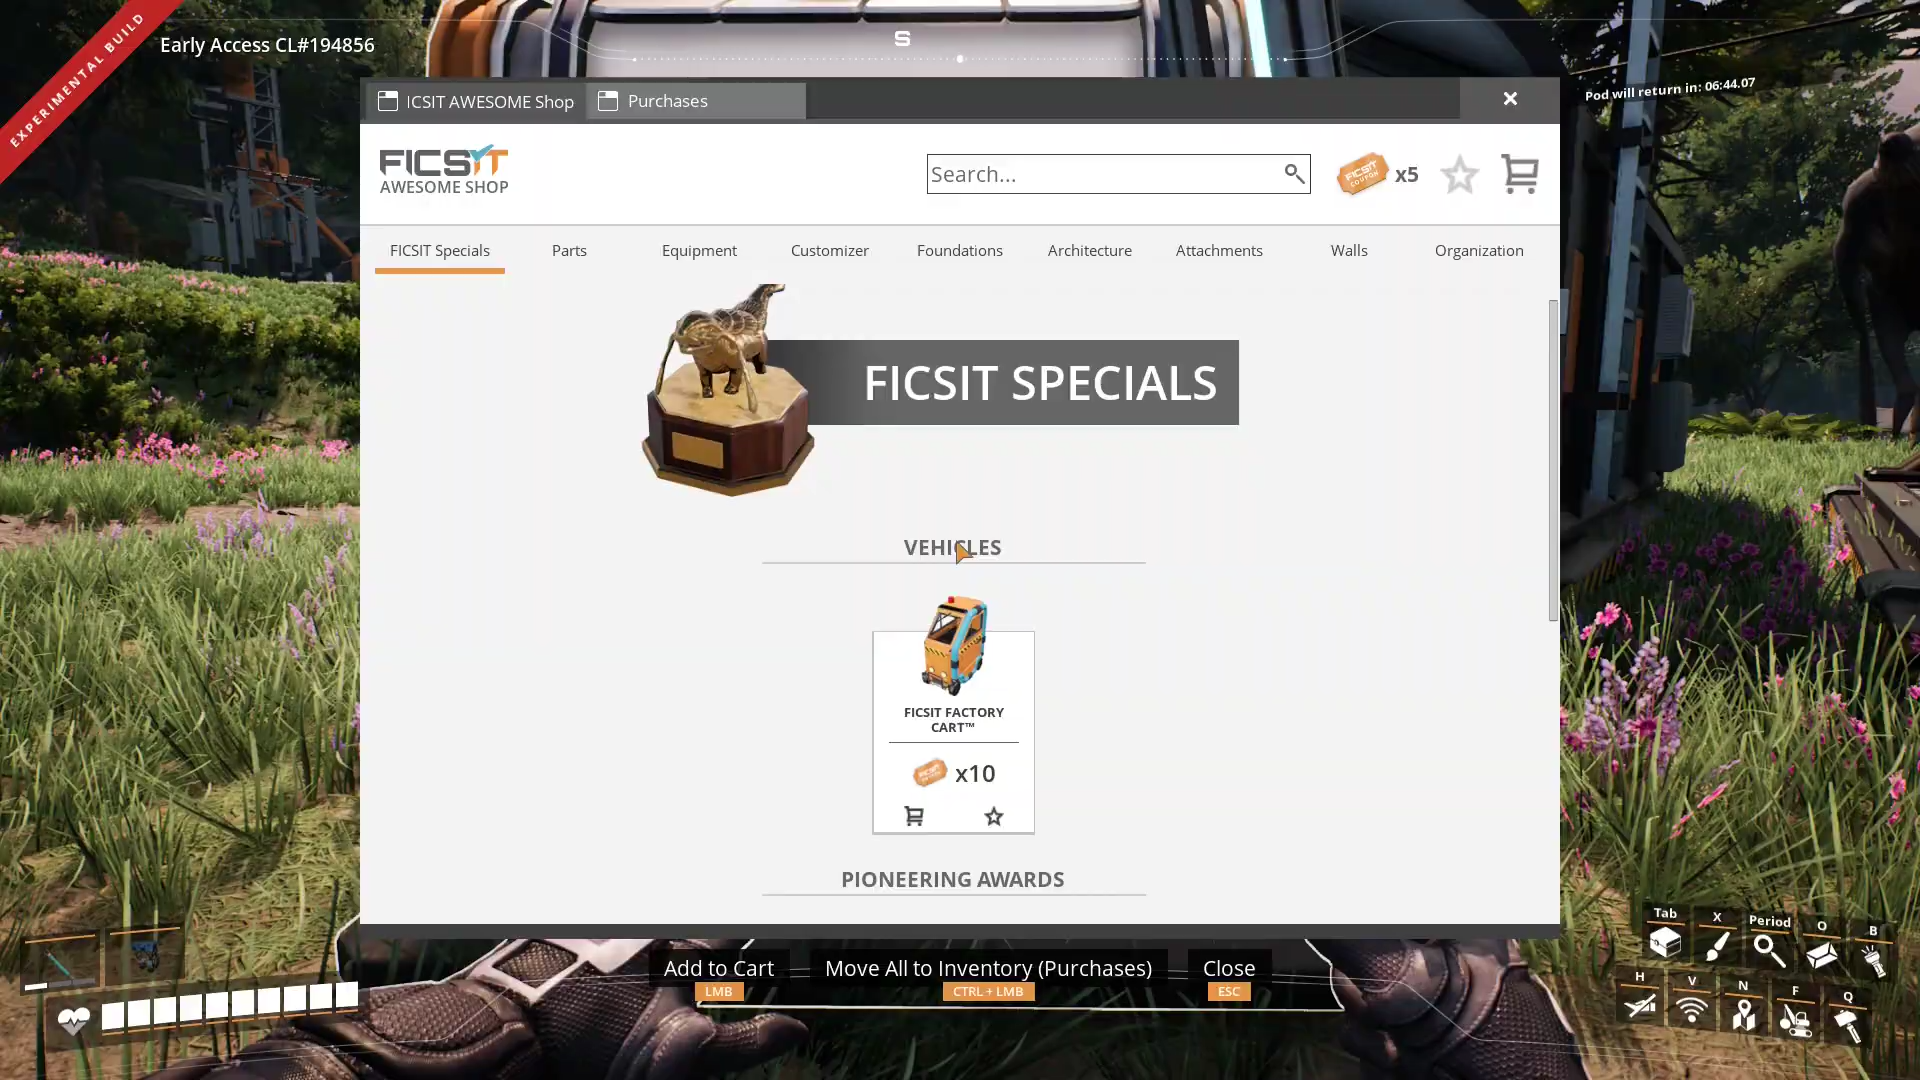 EXPERIMENTAL BUILD
Early Access CL#194856
S
Pod will return in: 06:44.07
ICSIT AWESOME Shop
Purchases
FICSIT
AWESOME SHOP
Search...
FICSIT
COUPON
x5
FICSIT Specials
Parts
Equipment
Customizer
Foundations
Architecture
Attachments
Walls
Organization
FICSIT SPECIALS
VEHICLES
FICSIT FACTORY
CART™
x10
PIONEERING AWARDS
Add to Cart
LMB
Move All to Inventory (Purchases)
CTRL + LMB
Close
ESC
Tab
X
Period
O
B
H
V
N
F
Q